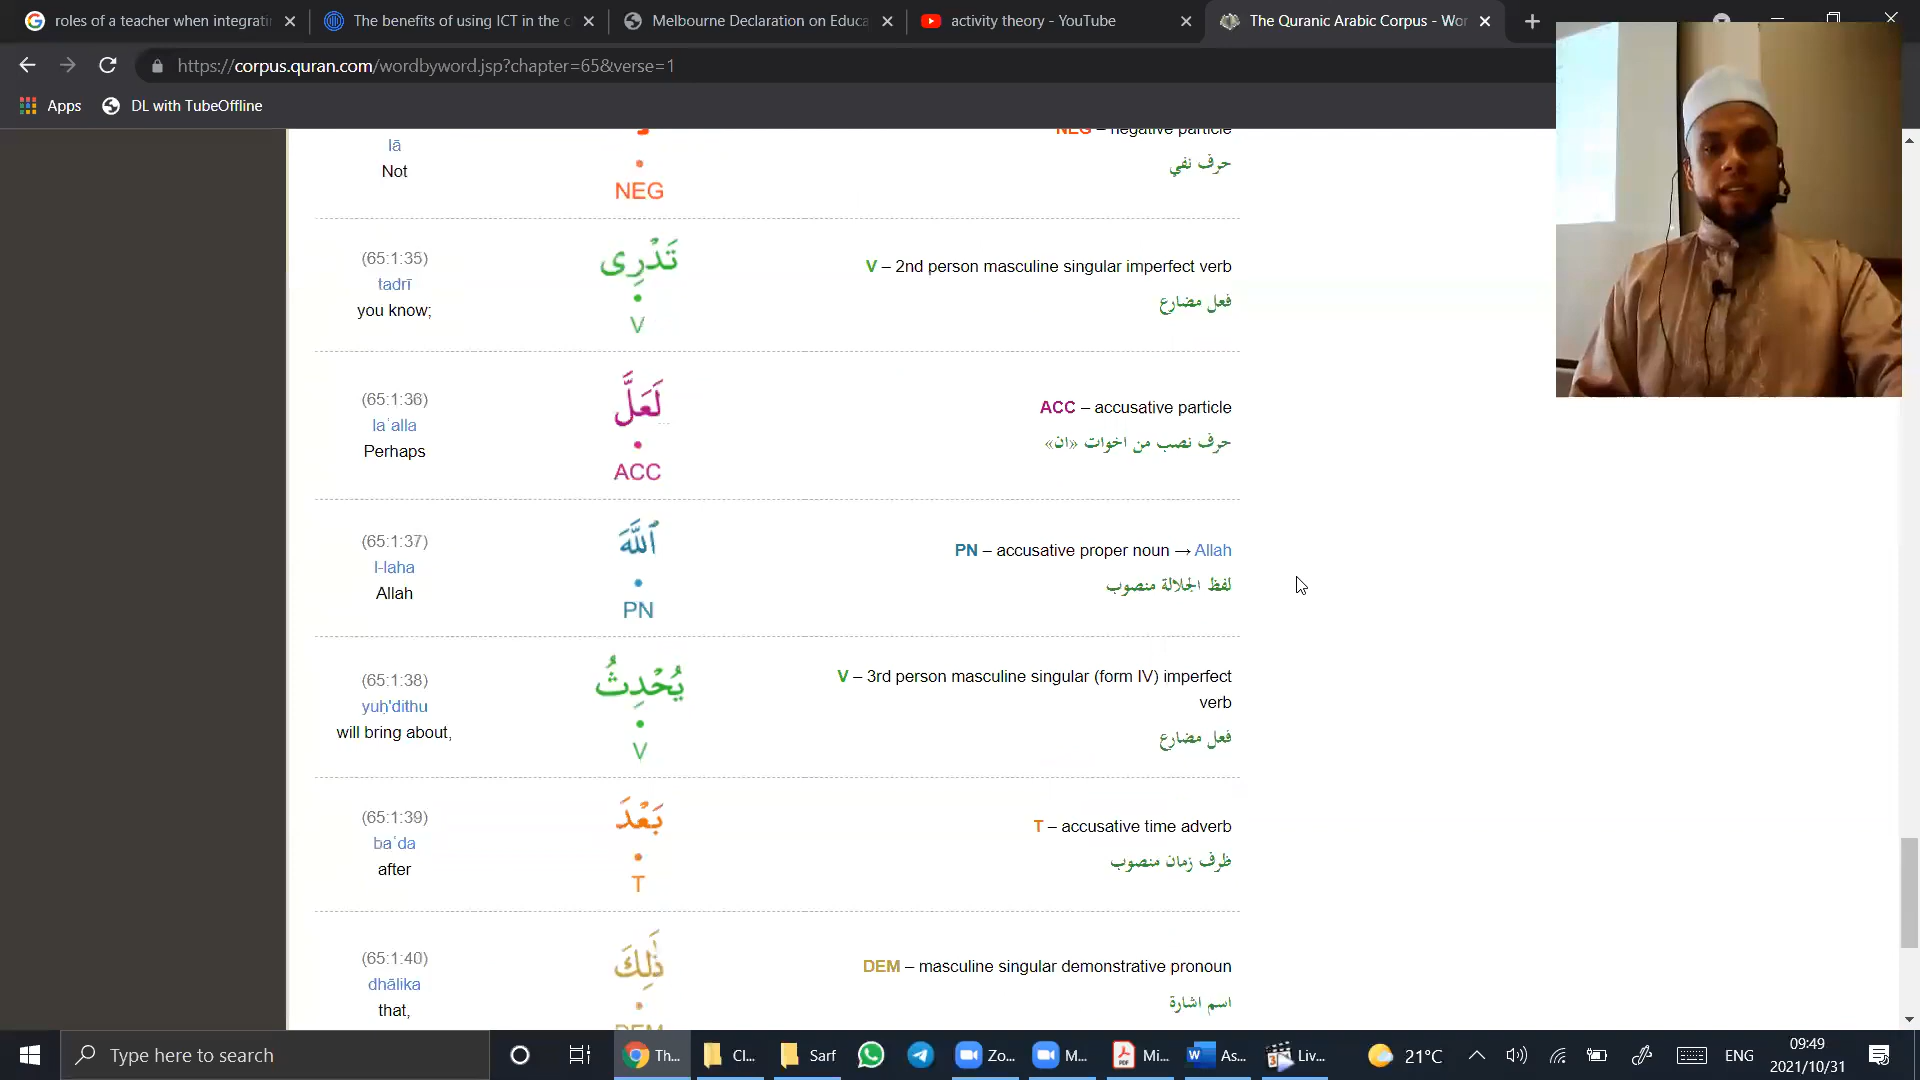 roles of a teacher when integrati
The benefits of using ICT in the c
Melbourne Declaration on Educa
activity theory - YouTube
The Quranic Arabic Corpus - Wor
https://corpus.quran.com/wordbyword.jsp?chapter=65&verse=1
Apps
DL with TubeOffline
lā
Not
NEG
NEG – negative particle
حرف نفي
(65:1:35)
tadrī
you know;
تَدْرِى
V
V – 2nd person masculine singular imperfect verb
فعل مضارع
(65:1:36)
laʿalla
Perhaps
لَعَلَّ
ACC
ACC – accusative particle
حرف نصب من اخوات «ان»
(65:1:37)
l-laha
Allah
ٱللَّهَ
PN
PN – accusative proper noun → Allah
لفظ الجلالة منصوب
(65:1:38)
yuḥ'dithu
will bring about,
يُحْدِثُ
V
V – 3rd person masculine singular (form IV) imperfect
verb
فعل مضارع
(65:1:39)
baʿda
after
بَعْدَ
T
T – accusative time adverb
ظرف زمان منصوب
(65:1:40)
dhālika
that,
ذَٰلِكَ
DEM
DEM – masculine singular demonstrative pronoun
اسم اشارة
Type here to search
Th...
Cl...
Sarf
Zo...
M...
Mi...
As...
Liv...
21°C
ENG
09:49
2021/10/31